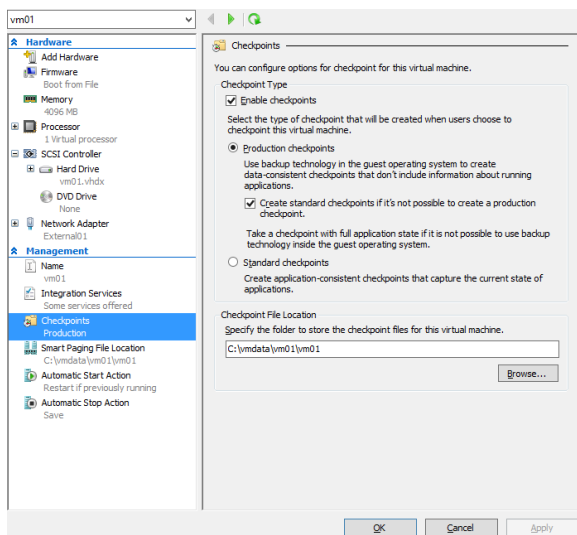 vm01
Hardware
Add Hardware
Firmware
Boot from File
Memory
4096 MB
Processor
1 Virtual processor
SCSI Controller
Hard Drive
vm01.vhdx
DVD Drive
None
Network Adapter
External01
Management
Name
vm01
Integration Services
Some services offered
Checkpoints
Production
Smart Paging File Location
C:\vmdata\vm01\vm01
Automatic Start Action
Restart if previously running
Automatic Stop Action
Save
Checkpoints
You can configure options for checkpoint for this virtual machine.
Checkpoint Type
Enable checkpoints
Select the type of checkpoint that will be created when users choose to
checkpoint this virtual machine.
Production checkpoints
Use backup technology in the guest operating system to create
data-consistent checkpoints that don't include information about running
applications.
Create standard checkpoints if it's not possible to create a production
checkpoint.
Take a checkpoint with full application state if it is not possible to use backup
technology inside the guest operating system.
Standard checkpoints
Create application-consistent checkpoints that capture the current state of
applications.
Checkpoint File Location
Specify the folder to store the checkpoint files for this virtual machine.
C:\vmdata\vm01\vm01
Browse...
OK
Cancel
Apply